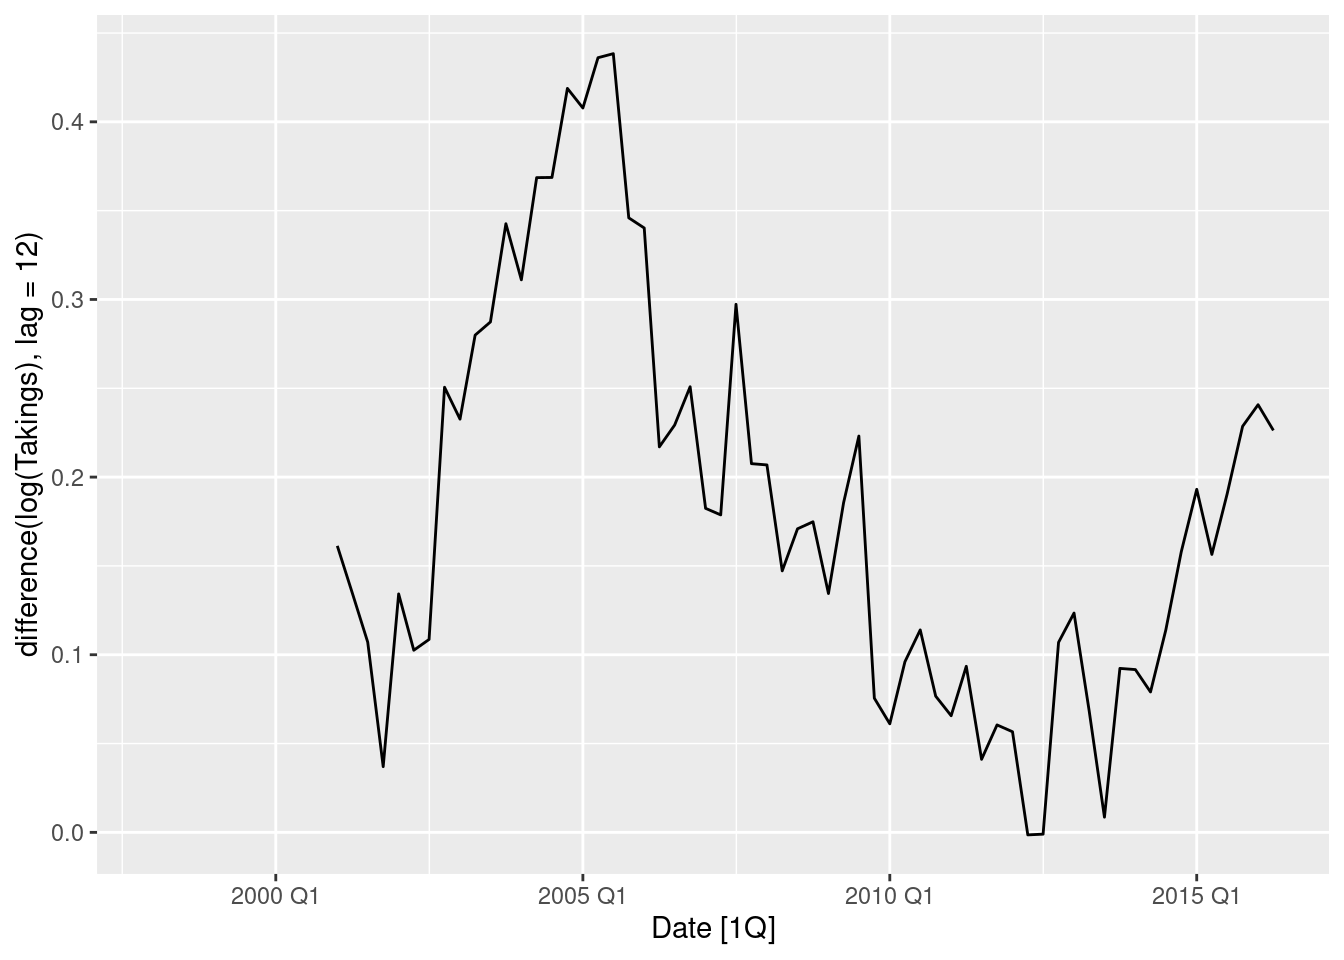 difference(log(Takings), lag = 12)
0.4
0.3
0.2
0.1
0.0
2000 Q1
2005 Q1
2010 Q1
2015 Q1
Date [1Q]